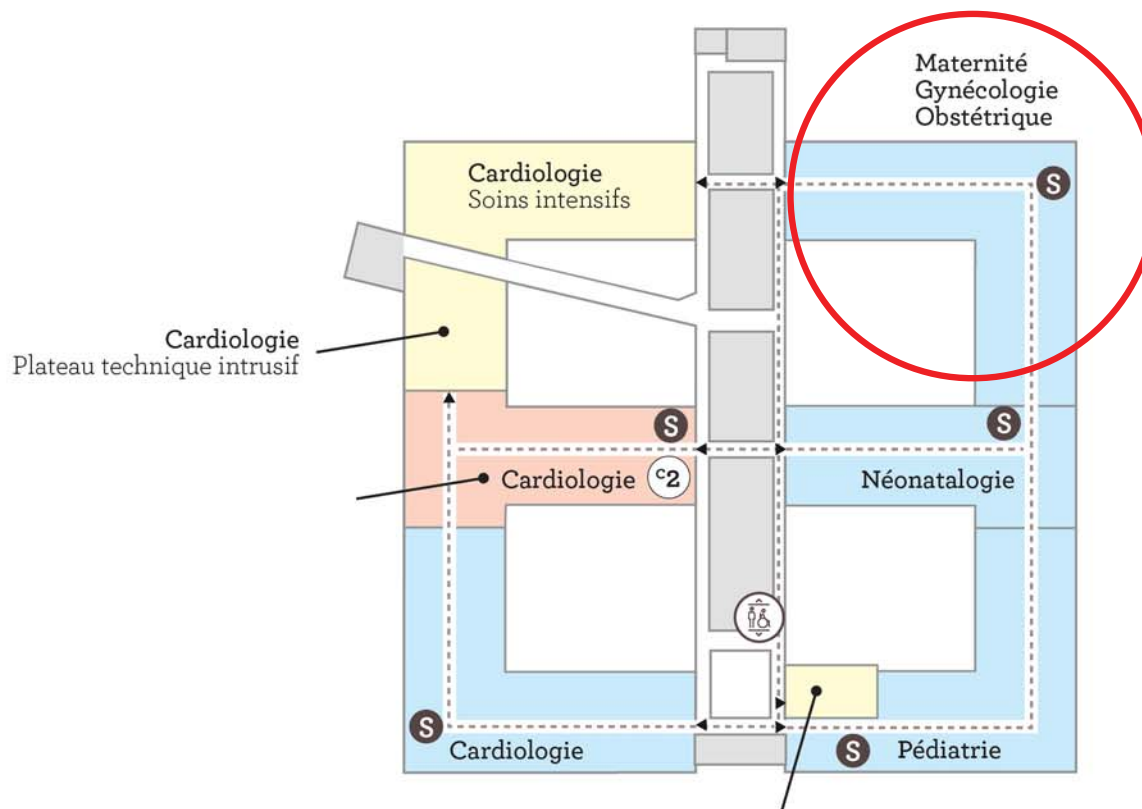 Maternité
Gynécologie
Obstétrique
Cardiologie
Soins intensifs
S
Cardiologie
Plateau technique intrusif
S
S
Cardiologie
c2
Néonatalogie
S
Cardiologie
S
Pédiatrie